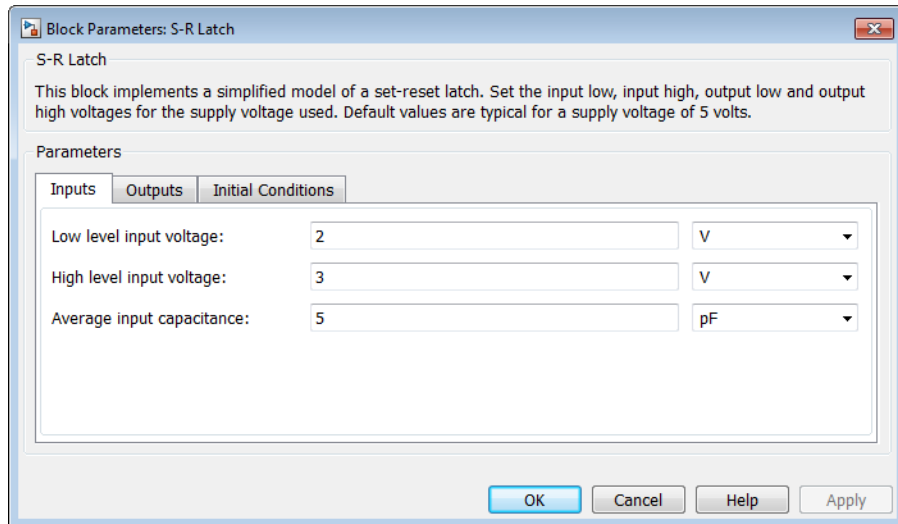 Block Parameters: S-R Latch
S-R Latch
This block implements a simplified model of a set-reset latch. Set the input low, input high, output low and output
high voltages for the supply voltage used. Default values are typical for a supply voltage of 5 volts.
Parameters
Inputs Outputs Initial Conditions
Low level input voltage: 2 V
High level input voltage: 3 V
Average input capacitance: 5 pF
OK Cancel Help Apply